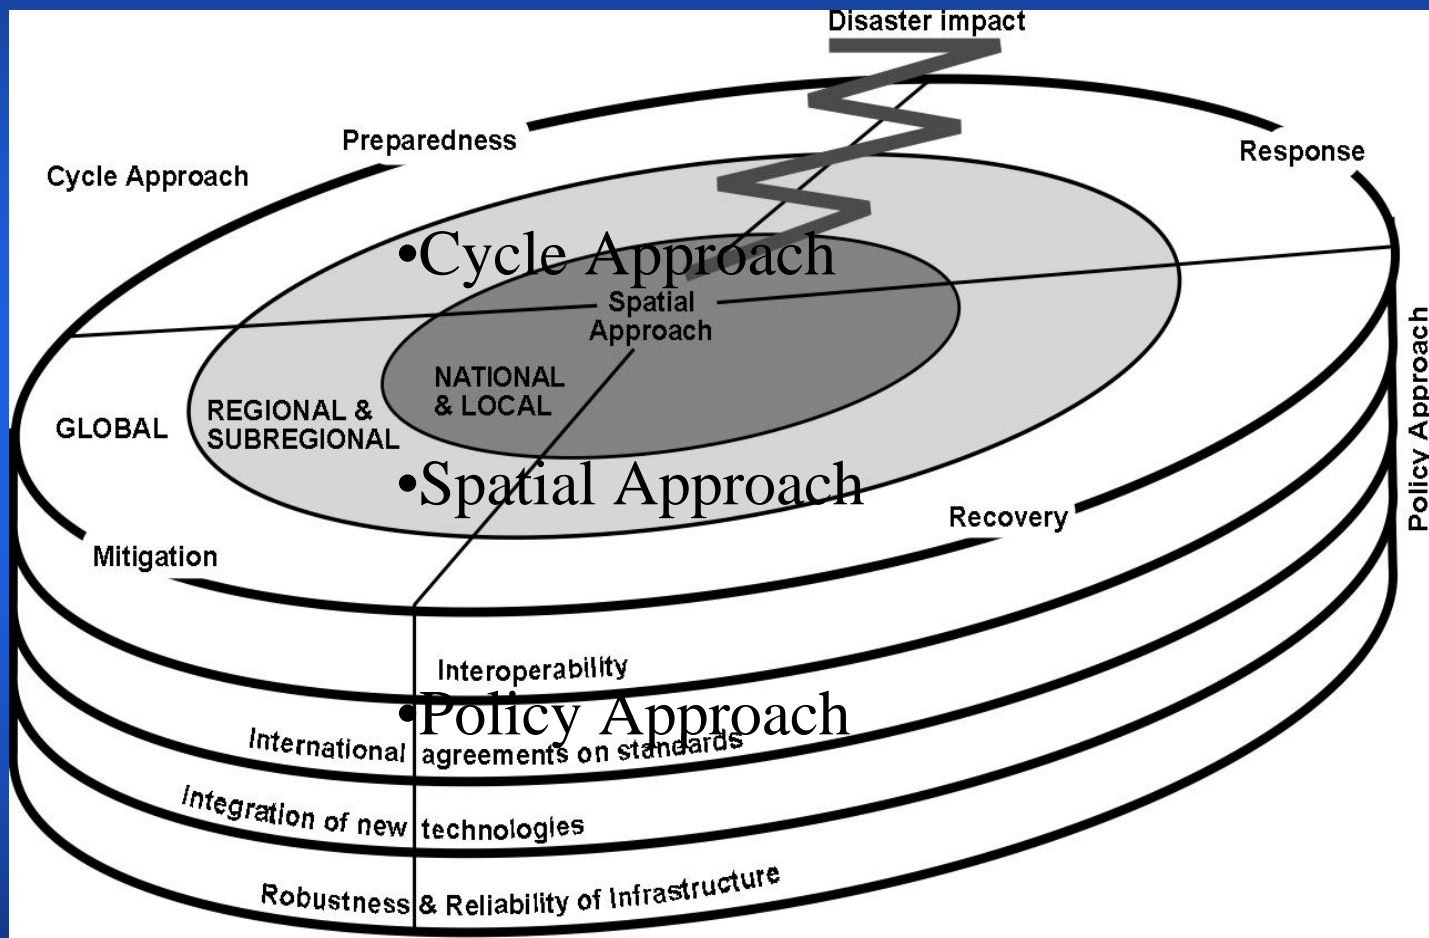 Disaster impact
Preparedness
Response
Cycle Approach
•Cycle Approach
Spatial
Approach
NATIONAL
& LOCAL
REGIONAL &
SUBREGIONAL
GLOBAL
Policy Approach
•Spatial Approach
Recovery
Mitigation
Interoperability
•Policy Approach
International agreements on standards
Integration of new technologies
Robustness & Reliability of Infrastructure